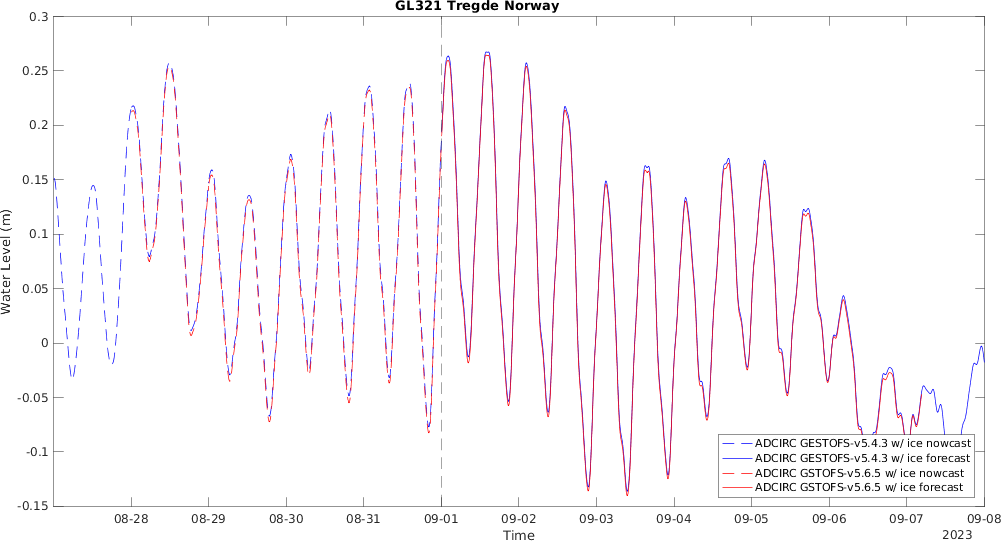 GL321 Tregde Norway
0.3
0.25
0.2
0.15
0.1
0.05
0
-0.05
-0.1
-0.15
Water Level (m)
ADCIRC GESTOFS-v5.4.3 w/ ice nowcast
ADCIRC GESTOFS-v5.4.3 w/ ice forecast
ADCIRC GSTOFS-v5.6.5 w/ ice nowcast
ADCIRC GSTOFS-v5.6.5 w/ ice forecast
08-28 08-29 08-30 08-31 09-01 09-02 09-03 09-04 09-05 09-06 09-07 09-08
Time
2023